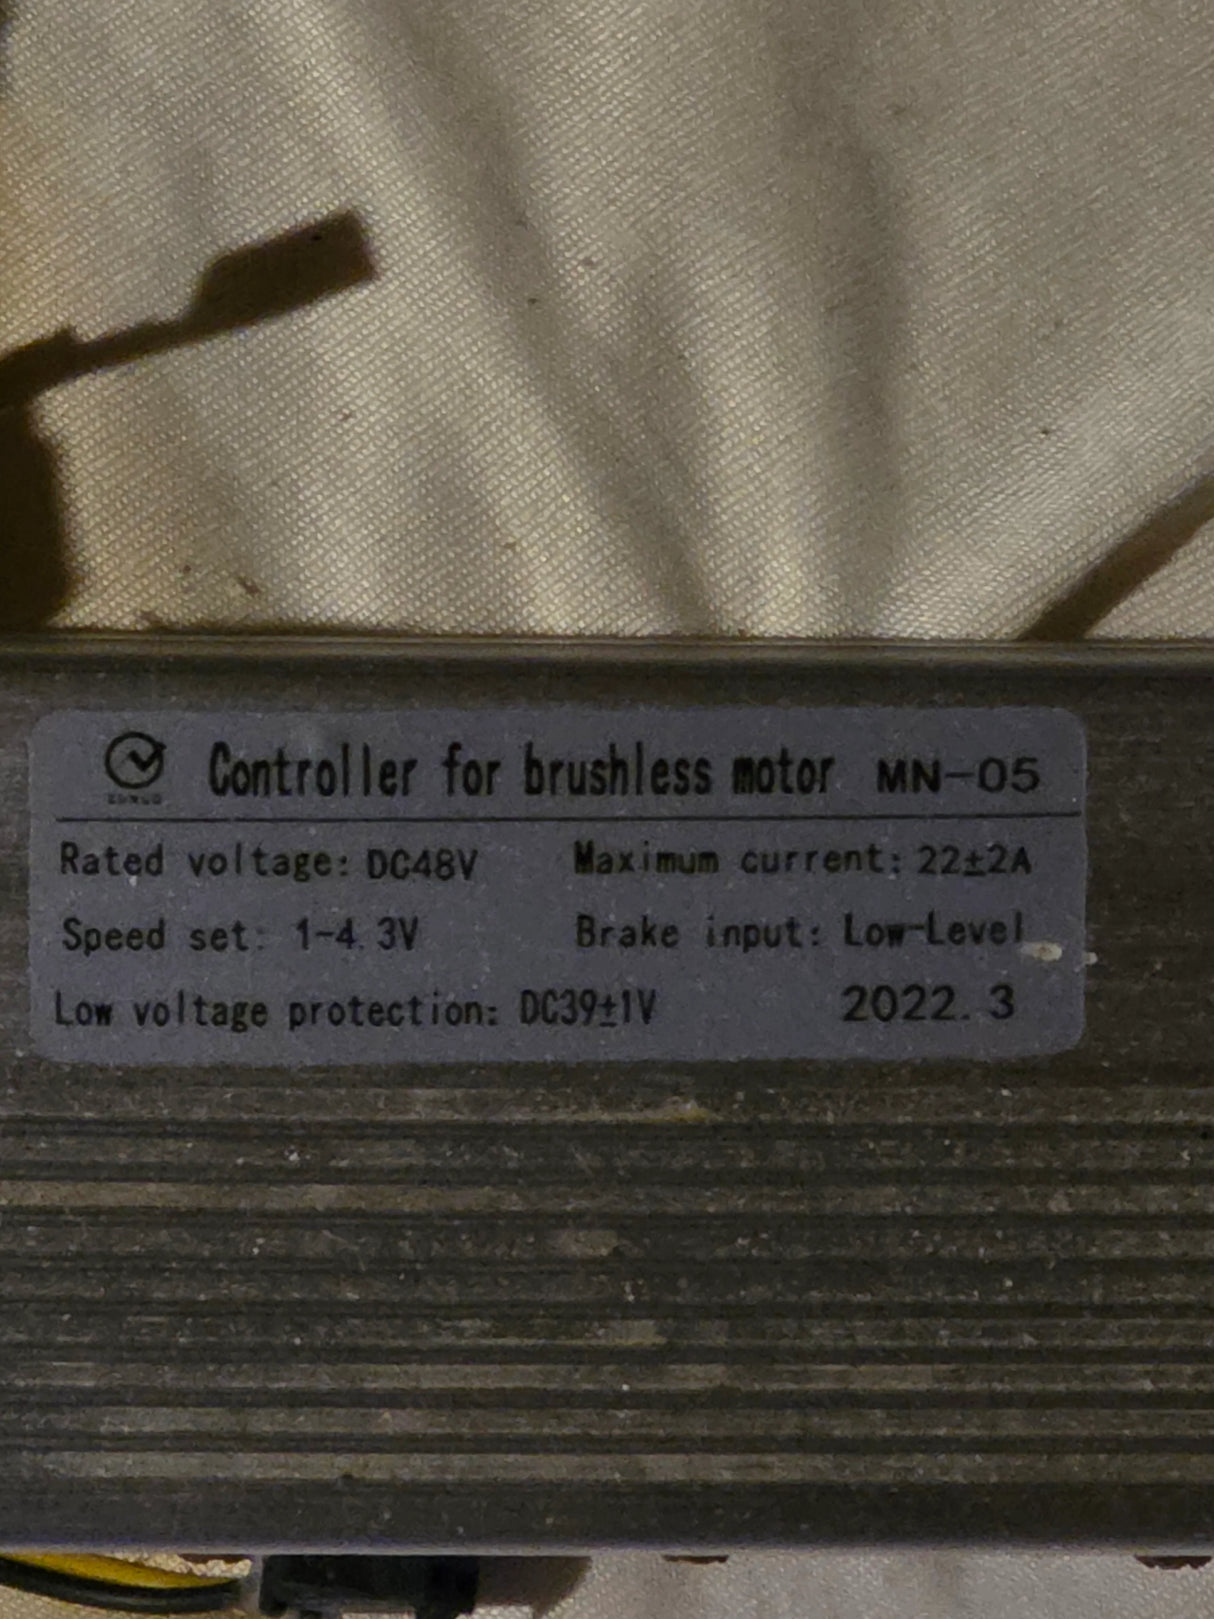 Controller for brushless motor MN-05
Rated voltage: DC48V Maximum current: 22±2A
Speed set: 1-4.3V Brake input: Low-Level
Low voltage protection: DC39±1V 2022.3